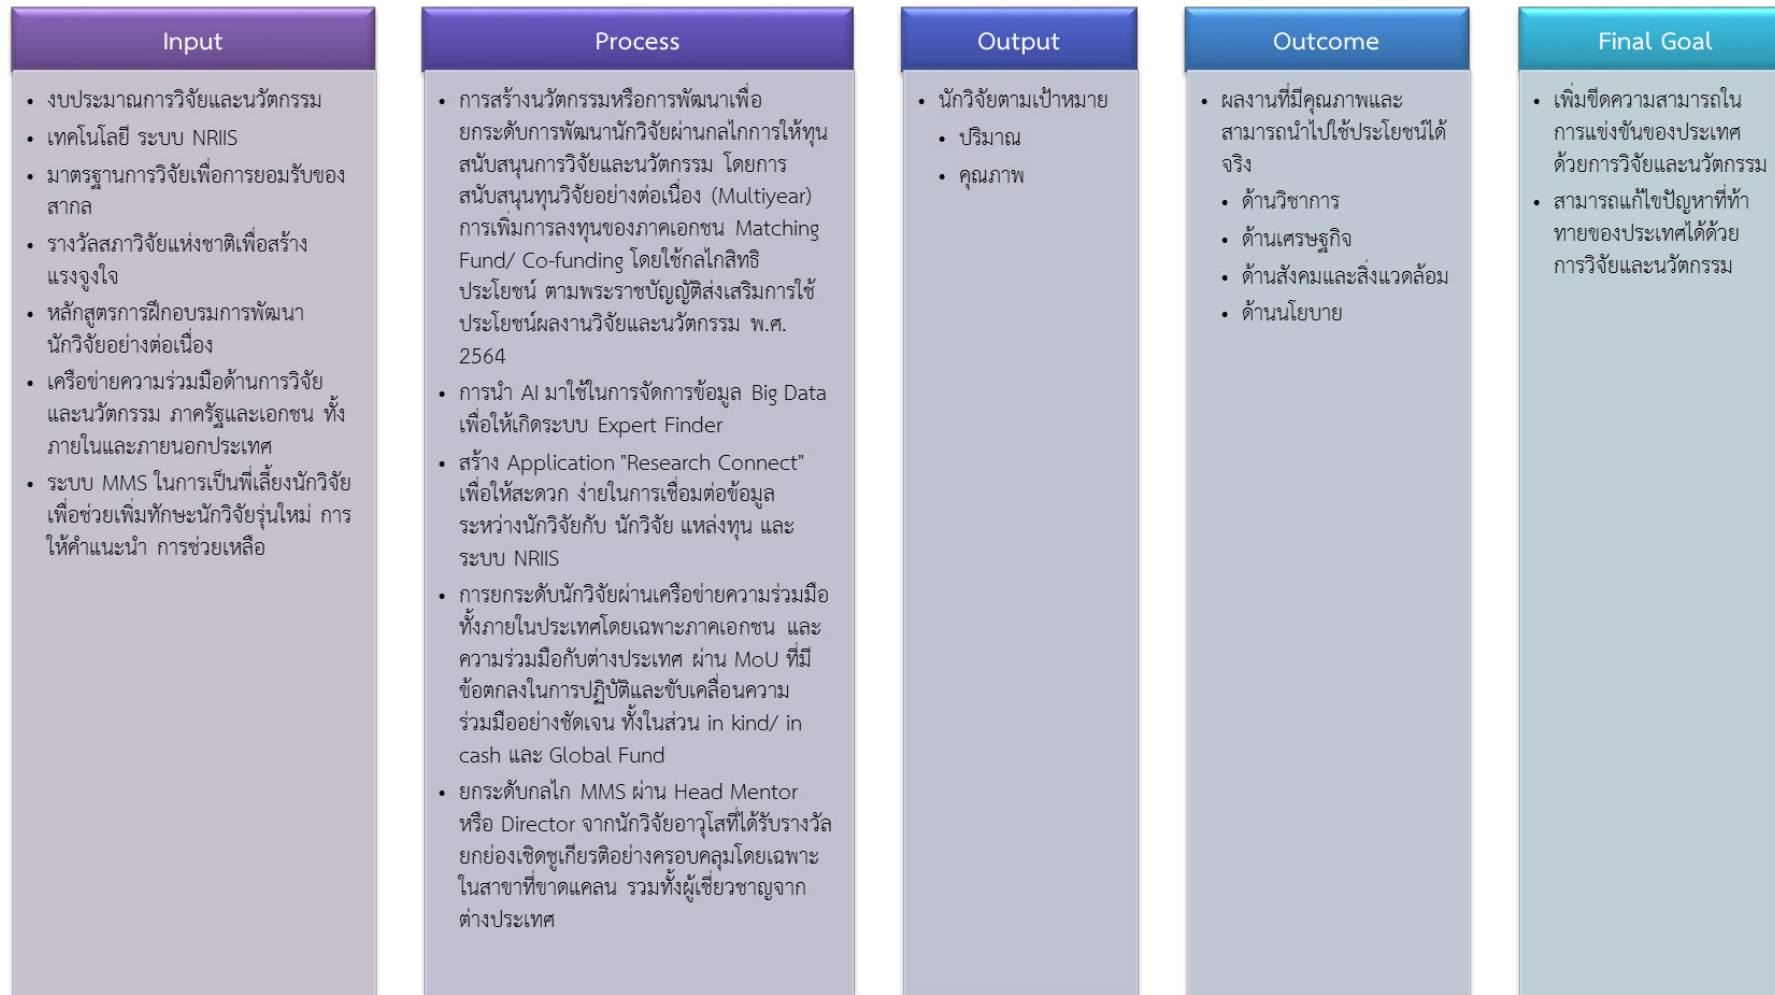 Input
• งบประมาณการวิจัยและนวัตกรรม
• เทคโนโลยี ระบบ NRIIS
• มาตรฐานการวิจัยเพื่อการยอมรับของ
สากล
• รางวัลสภาวิจัยแห่งชาติเพื่อสร้าง
แรงจูงใจ
• หลักสูตรการฝึกอบรมการพัฒนา
นักวิจัยอย่างต่อเนื่อง
• เครือข่ายความร่วมมือด้านการวิจัย
และนวัตกรรม ภาครัฐและเอกชน ทั้ง
ภายในและภายนอกประเทศ
• ระบบ MMS ในการเป็นพี่เลี้ยงนักวิจัย
เพื่อช่วยเพิ่มทักษะนักวิจัยรุ่นใหม่ การ
ให้คำแนะนำ การช่วยเหลือ
Process
• การสร้างนวัตกรรมหรือการพัฒนาเพื่อ
ยกระดับการพัฒนานักวิจัยผ่านกลไกการให้ทุน
สนับสนุนการวิจัยและนวัตกรรม โดยการ
สนับสนุนทุนวิจัยอย่างต่อเนื่อง (Multiyear)
การเพิ่มการลงทุนของภาคเอกชน Matching
Fund/ Co-funding โดยใช้กลไกสิทธิ
ประโยชน์ ตามพระราชบัญญัติส่งเสริมการใช้
ประโยชน์ผลงานวิจัยและนวัตกรรม พ.ศ.
2564
• การนำ AI มาใช้ในการจัดการข้อมูล Big Data
เพื่อให้เกิดระบบ Expert Finder
• สร้าง Application "Research Connect"
เพื่อให้สะดวก ง่ายในการเชื่อมต่อข้อมูล
ระหว่างนักวิจัยกับ นักวิจัย แหล่งทุน และ
ระบบ NRIIS
• การยกระดับนักวิจัยผ่านเครือข่ายความร่วมมือ
ทั้งภายในประเทศโดยเฉพาะภาคเอกชน และ
ความร่วมมือกับต่างประเทศ ผ่าน MoU ที่มี
ข้อตกลงในการปฏิบัติและขับเคลื่อนความ
ร่วมมืออย่างชัดเจน ทั้งในส่วน in kind/ in
cash และ Global Fund
• ยกระดับกลไก MMS ผ่าน Head Mentor
หรือ Director จากนักวิจัยอาวุโสที่ได้รับรางวัล
ยกย่องเชิดชูเกียรติอย่างครอบคลุมโดยเฉพาะ
ในสาขาที่ขาดแคลน รวมทั้งผู้เชี่ยวชาญจาก
ต่างประเทศ
Output
• นักวิจัยตามเป้าหมาย
• ปริมาณ
• คุณภาพ
Outcome
• ผลงานที่มีคุณภาพและ
สามารถนำไปใช้ประโยชน์ได้
จริง
• ด้านวิชาการ
• ด้านเศรษฐกิจ
• ด้านสังคมและสิ่งแวดล้อม
• ด้านนโยบาย
Final Goal
• เพิ่มขีดความสามารถใน
การแข่งขันของประเทศ
ด้วยการวิจัยและนวัตกรรม
• สามารถแก้ไขปัญหาที่ท้า
ทายของประเทศได้ด้วย
การวิจัยและนวัตกรรม